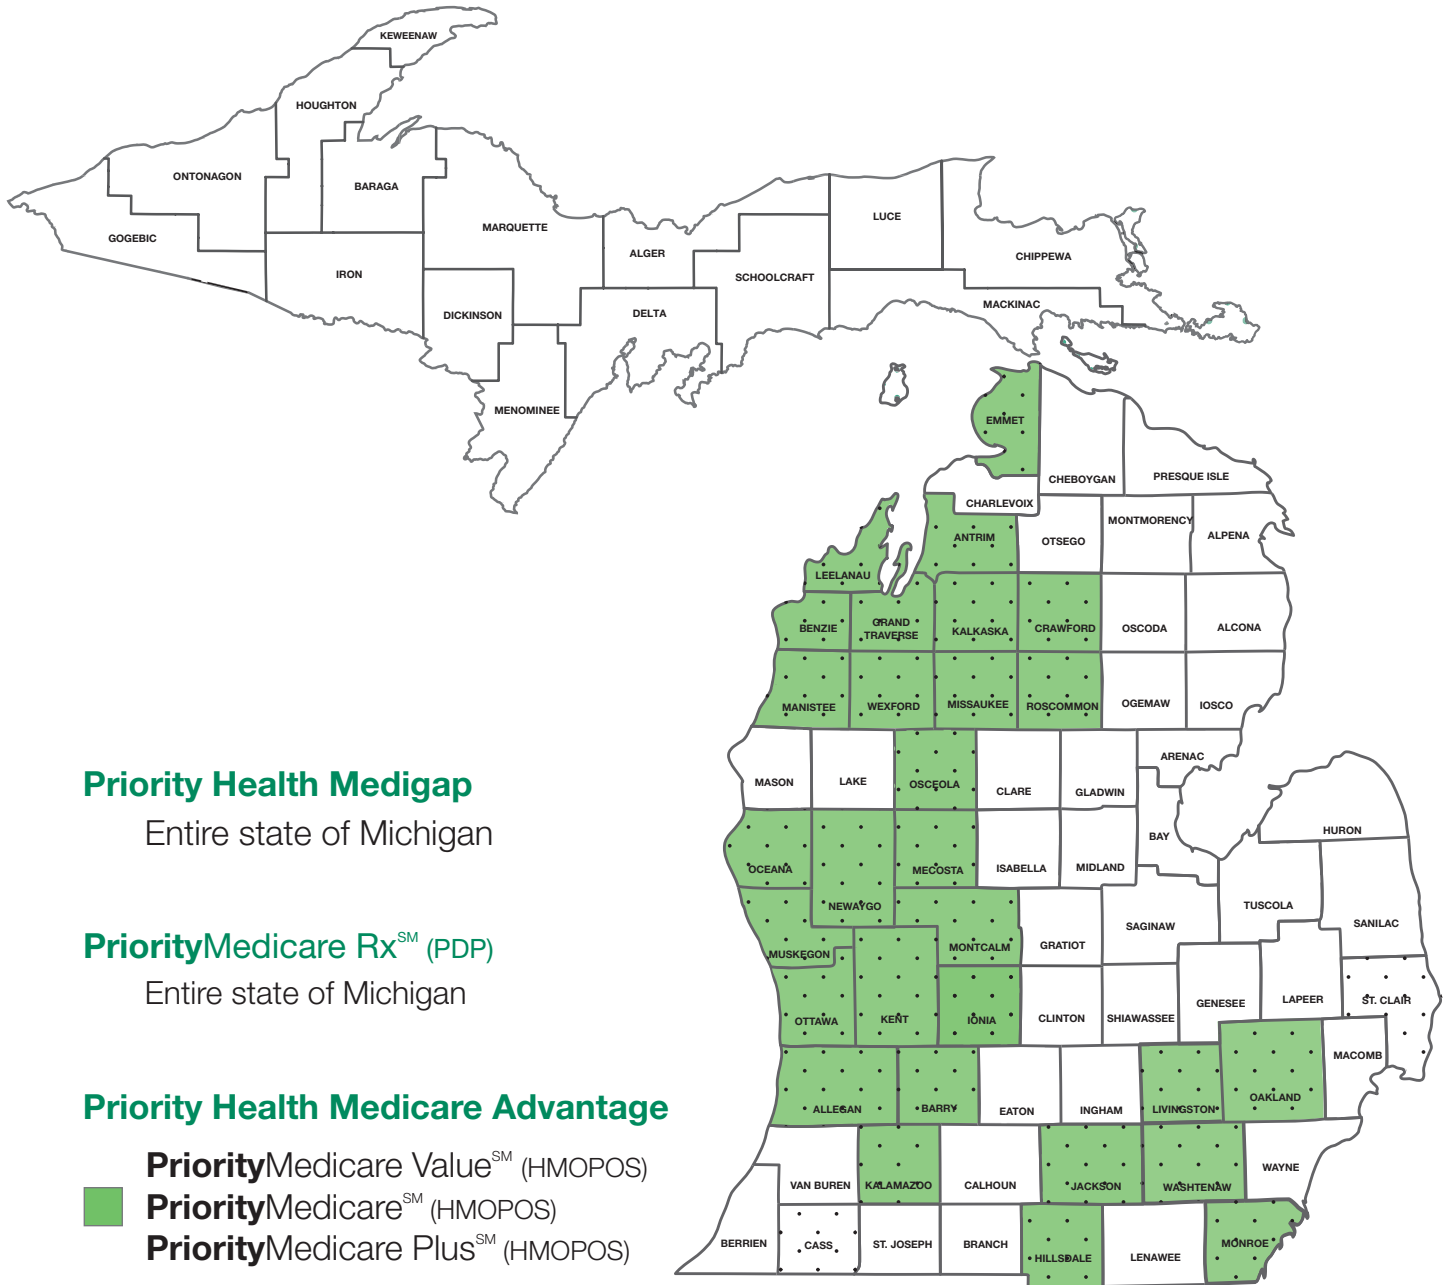 KEWEENAW
HOUGHTON
ONTONAGON
BARAGA
GOGEBIC
MARQUETTE
IRON
ALGER
LUCE
CHIPPEWA
SCHOOLCRAFT
MACKINAC
DICKINSON
DELTA
MENOMINEE
EMMET
CHEBOYGAN
PRESQUE ISLE
CHARLEVOIX
ANTRIM
OTSEGO
MONTMORENCY
ALPENA
LEELANAU
BENZIE
GRAND
TRAVERSE
KALKASKA
CRAWFORD
OSCODA
ALCONA
MANISTEE
WEXFORD
MISSAUKEE
ROSCOMMON
OGEMAW
IOSCO
MASON
LAKE
OSCEOLA
CLARE
GLADWIN
ARENAC
BAY
HURON
OCEANA
NEWAYGO
MECOSTA
ISABELLA
MIDLAND
TUSCOLA
SANILAC
MUSKEGON
MONTCALM
GRATIOT
SAGINAW
OTTAWA
KENT
IONIA
CLINTON
SHIAWASSEE
GENESEE
LAPEER
ST. CLAIR
MACOMB
ALLEGAN
BARRY
EATON
INGHAM
LIVINGSTON
OAKLAND
VAN BUREN
KALAMAZOO
CALHOUN
JACKSON
WASHTENAW
WAYNE
BERRIEN
CASS
ST. JOSEPH
BRANCH
HILLSDALE
LENAWEE
MONROE
Priority Health Medigap
Entire state of Michigan
PriorityMedicare Rx℠ (PDP)
Entire state of Michigan
Priority Health Medicare Advantage
PriorityMedicare Value℠ (HMOPOS)
PriorityMedicare℠ (HMOPOS)
PriorityMedicare Plus℠ (HMOPOS)